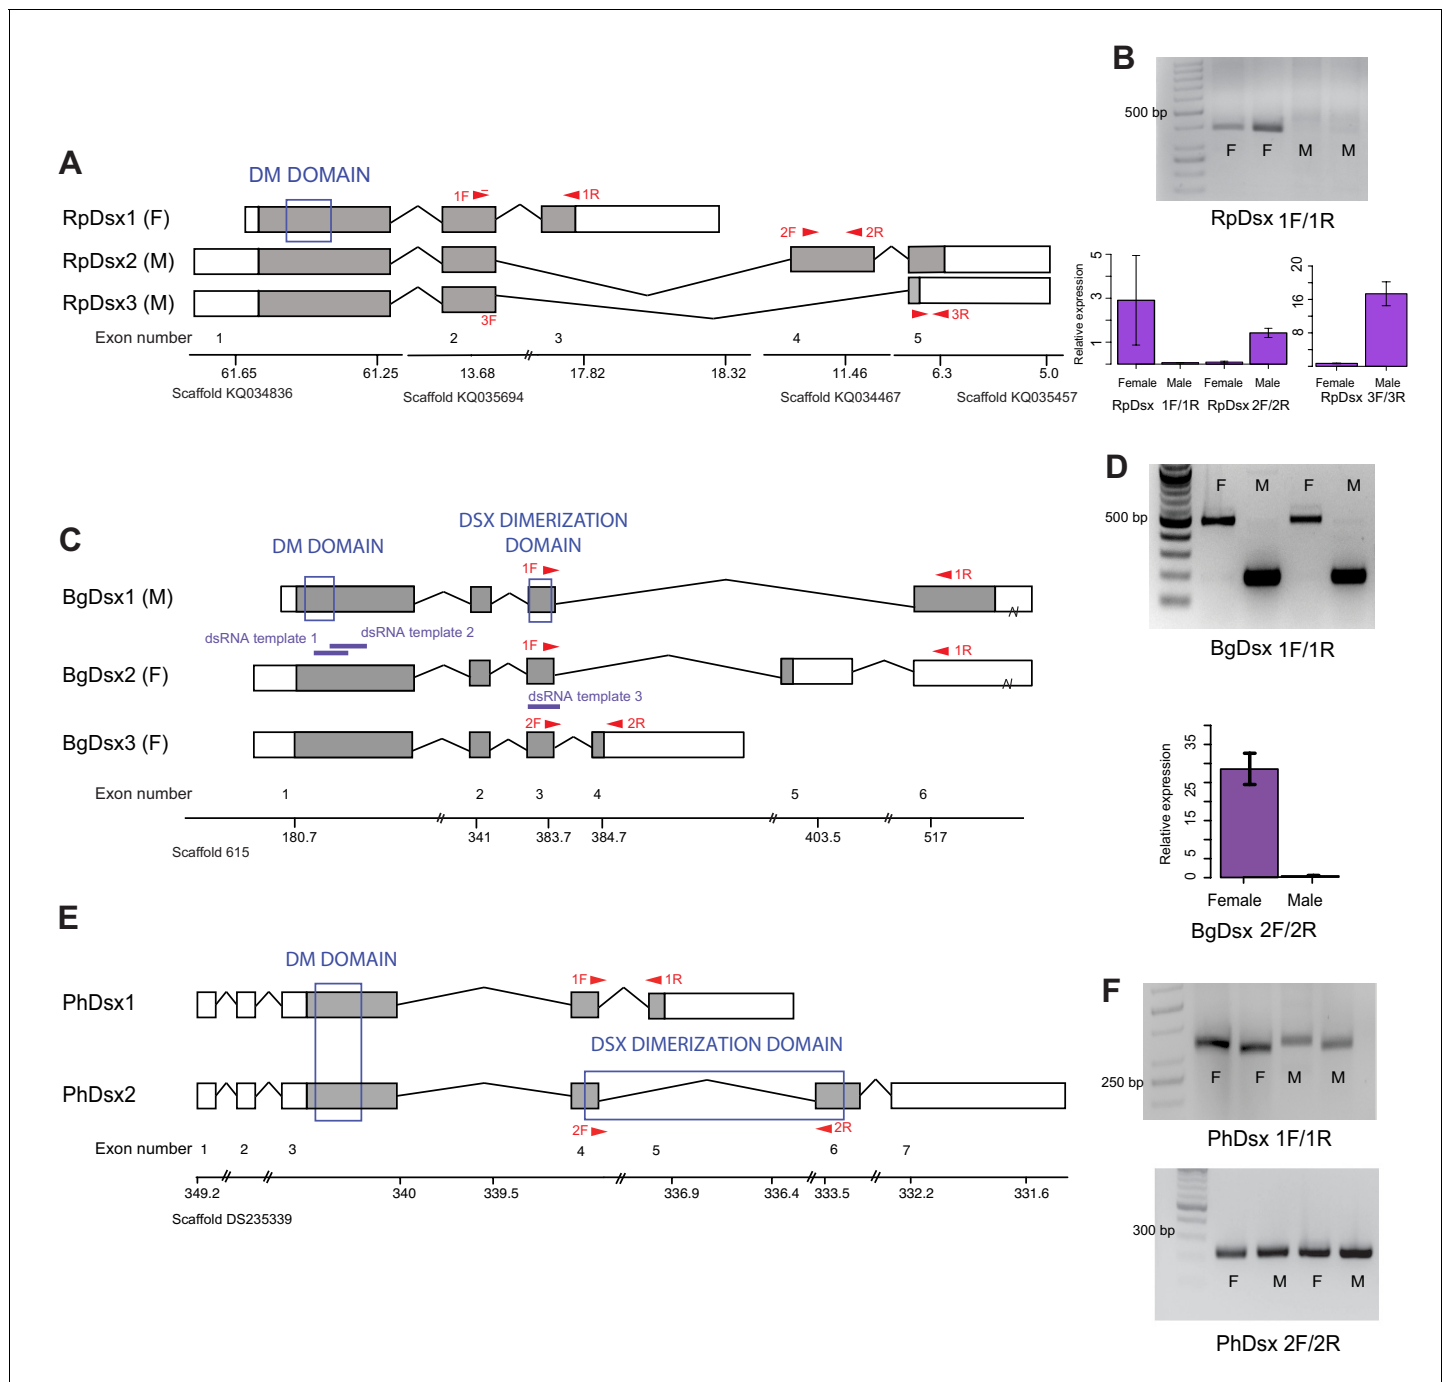 A
DM DOMAIN
RpDsx1 (F)
1F
1R
RpDsx2 (M)
2F
2R
RpDsx3 (M)
3F
3R
Exon number 1 2 3 4 5
61.65 61.25 13.68 17.82 18.32 11.46 6.3 5.0
Scaffold KQ034836 Scaffold KQ035694 Scaffold KQ034467 Scaffold KQ035457
B
500 bp
F F M M
RpDsx 1F/1R
Relative expression
1 3 5
Female Male Female Male
RpDsx 1F/1R RpDsx 2F/2R
8 16 20
Female Male
RpDsx 3F/3R
C
DM DOMAIN
DSX DIMERIZATION
DOMAIN
BgDsx1 (M)
1F
1R
dsRNA template 1
dsRNA template 2
BgDsx2 (F)
1F
1R
dsRNA template 3
BgDsx3 (F)
2F
2R
Exon number 1 2 3 4 5 6
180.7 341 383.7 384.7 403.5 517
Scaffold 615
D
F M F M
500 bp
BgDsx 1F/1R
Relative expression
0 5 15 25 35
Female Male
BgDsx 2F/2R
E
DM DOMAIN
PhDsx1
1F
1R
DSX DIMERIZATION DOMAIN
PhDsx2
2F
2R
Exon number 1 2 3 4 5 6 7
349.2 340 339.5 336.9 336.4 333.5 332.2 331.6
Scaffold DS235339
F
250 bp
F F M M
PhDsx 1F/1R
300 bp
F M F M
PhDsx 2F/2R